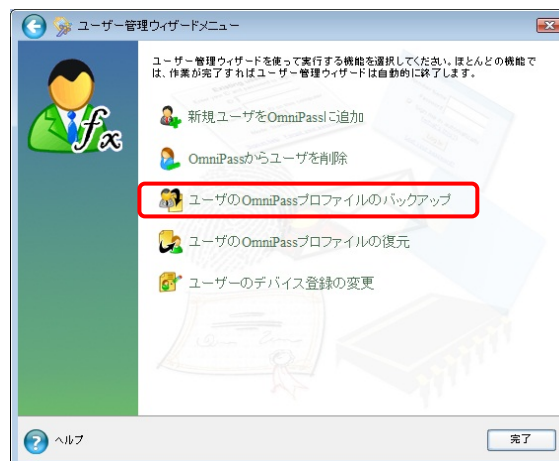 ユーザー管理ウィザードメニュー
ユーザー管理ウィザードを使って実行する機能を選択してください。ほとんどの機能で
は、作業が完了すればユーザー管理ウィザードは自動的に終了します。
fx
新規ユーザをOmniPassに追加
OmniPassからユーザを削除
ユーザのOmniPassプロファイルのバックアップ
ユーザのOmniPassプロファイルの復元
ユーザーのデバイス登録の変更
ヘルプ
完了